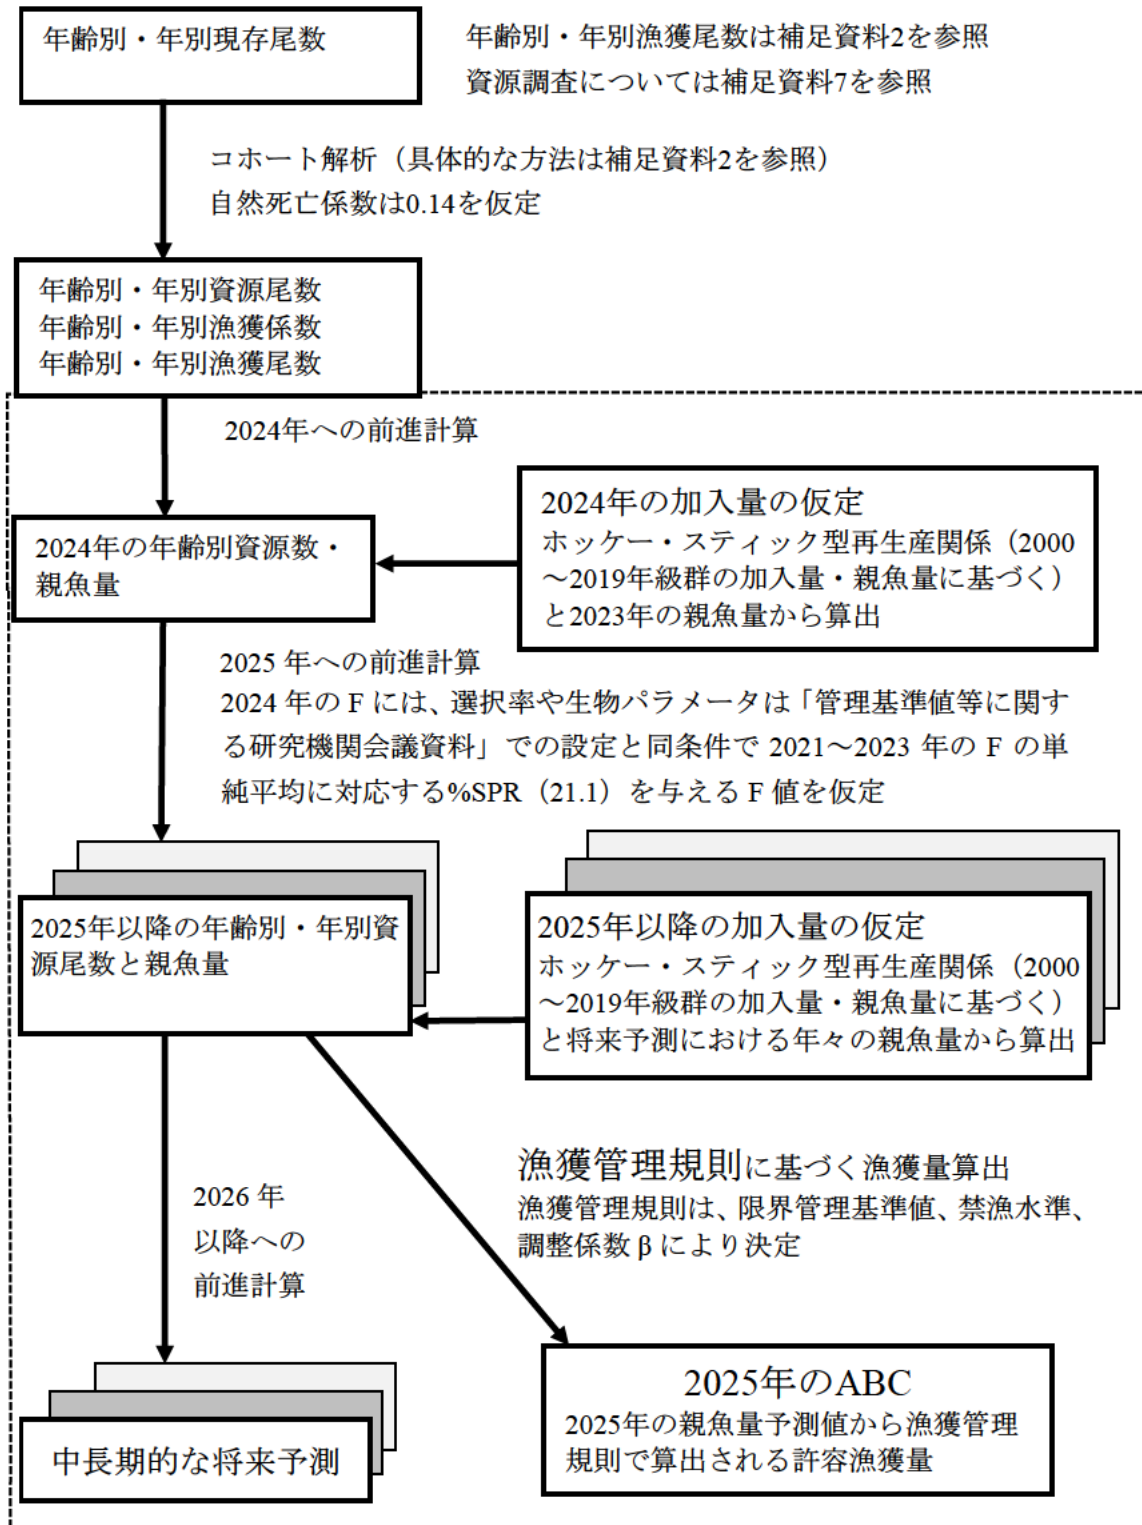 年齢別・年別現存尾数
年齢別・年別漁獲尾数は補足資料2を参照
資源調査については補足資料7を参照
コホート解析（具体的な方法は補足資料2を参照）
自然死亡係数は0.14を仮定
年齢別・年別資源尾数
年齢別・年別漁獲係数
年齢別・年別漁獲尾数
2024年への前進計算
2024年の加入量の仮定
ホッケー・スティック型再生産関係（2000
～2019年級群の加入量・親魚量に基づく）
と2023年の親魚量から算出
2024年の年齢別資源数・
親魚量
2025 年への前進計算
2024 年の F には、選択率や生物パラメータは「管理基準値等に関す
る研究機関会議資料」での設定と同条件で 2021～2023 年の F の単
純平均に対応する%SPR（21.1）を与える F 値を仮定
2025年以降の年齢別・年別資
源尾数と親魚量
2025年以降の加入量の仮定
ホッケー・スティック型再生産関係（2000
～2019年級群の加入量・親魚量に基づく）
と将来予測における年々の親魚量から算出
漁獲管理規則に基づく漁獲量算出
漁獲管理規則は、限界管理基準値、禁漁水準、
調整係数 β により決定
2026 年
以降への
前進計算
2025年のABC
2025年の親魚量予測値から漁獲管理
規則で算出される許容漁獲量
中長期的な将来予測